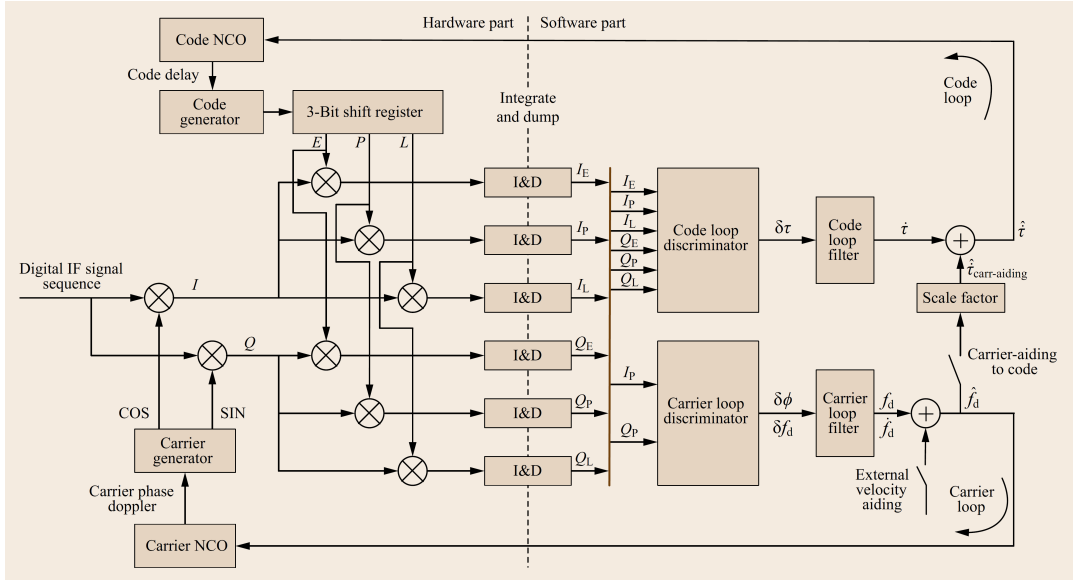 Hardware part
Software part
Code NCO
Code delay
Code
generator
3-Bit shift register
Integrate
and dump
Code
loop
E
P
L
I&D
I_E
I&D
I_P
I&D
I_L
I&D
Q_E
I&D
Q_P
I&D
Q_L
I_E
I_P
I_L
Q_E
Q_P
Q_L
Code loop
discriminator
δτ
Code
loop
filter
τ̇
+
τ̂̇
τ̂̇carr-aiding
Scale factor
Carrier-aiding
to code
Digital IF signal
sequence
I
Q
COS
SIN
Carrier
generator
Carrier phase
doppler
Carrier NCO
I_P
Q_P
Carrier loop
discriminator
δϕ
δf_d
Carrier
loop
filter
f_d
ḟ_d
+
f̂_d
External
velocity
aiding
Carrier
loop